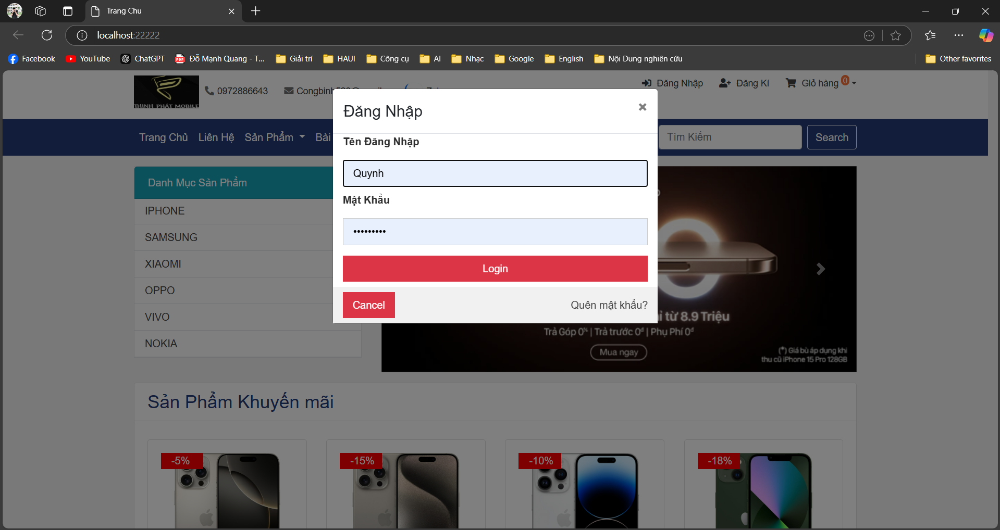 Trang Chu
localhost:22222
Facebook
YouTube
ChatGPT
Đỗ Mạnh Quang - T...
Giải trí
HAUI
Công cụ
AI
Nhạc
Google
English
Nội Dung nghiên cứu
Other favorites
THỊNH PHÁT MOBILE
0972886643
Đăng Nhập
Đăng Kí
Giỏ hàng
0
Trang Chủ
Liên Hệ
Sản Phẩm
Bài
Tìm Kiếm
Search
Danh Mục Sản Phẩm
IPHONE
SAMSUNG
XIAOMI
OPPO
VIVO
NOKIA
Đăng Nhập
×
Tên Đăng Nhập
Quynh
Mật Khẩu
•••••••••
Login
Cancel
Quên mật khẩu?
từ 8.9 Triệu
Trả Góp 0% | Trả trước 0đ | Phụ Phí 0đ
Mua ngay
(*) Giá bù áp dụng khi
thu cũ iPhone 15 Pro 128GB
Sản Phẩm Khuyến mãi
-5%
-15%
-10%
-18%